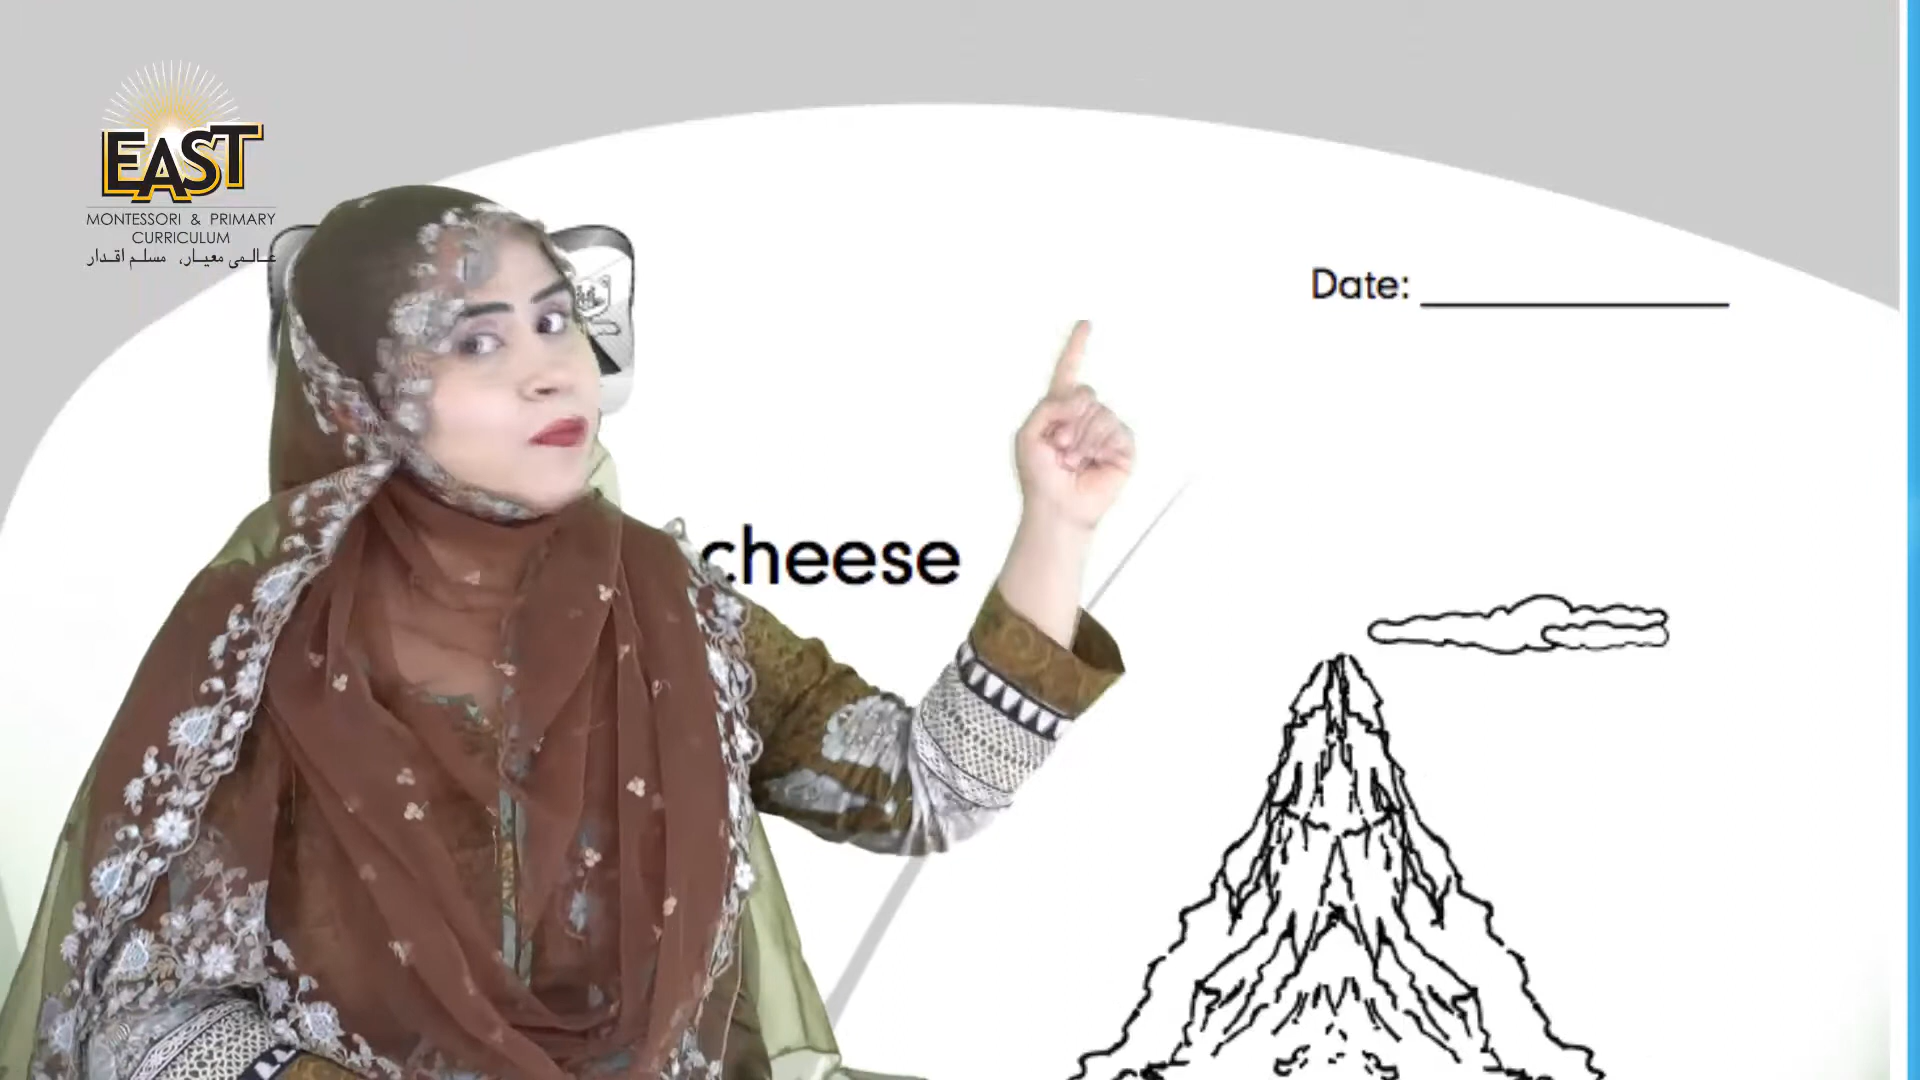 EAST
MONTESSORI & PRIMARY
CURRICULUM
عالمی معیار، مسلم اقدار
Date:
cheese